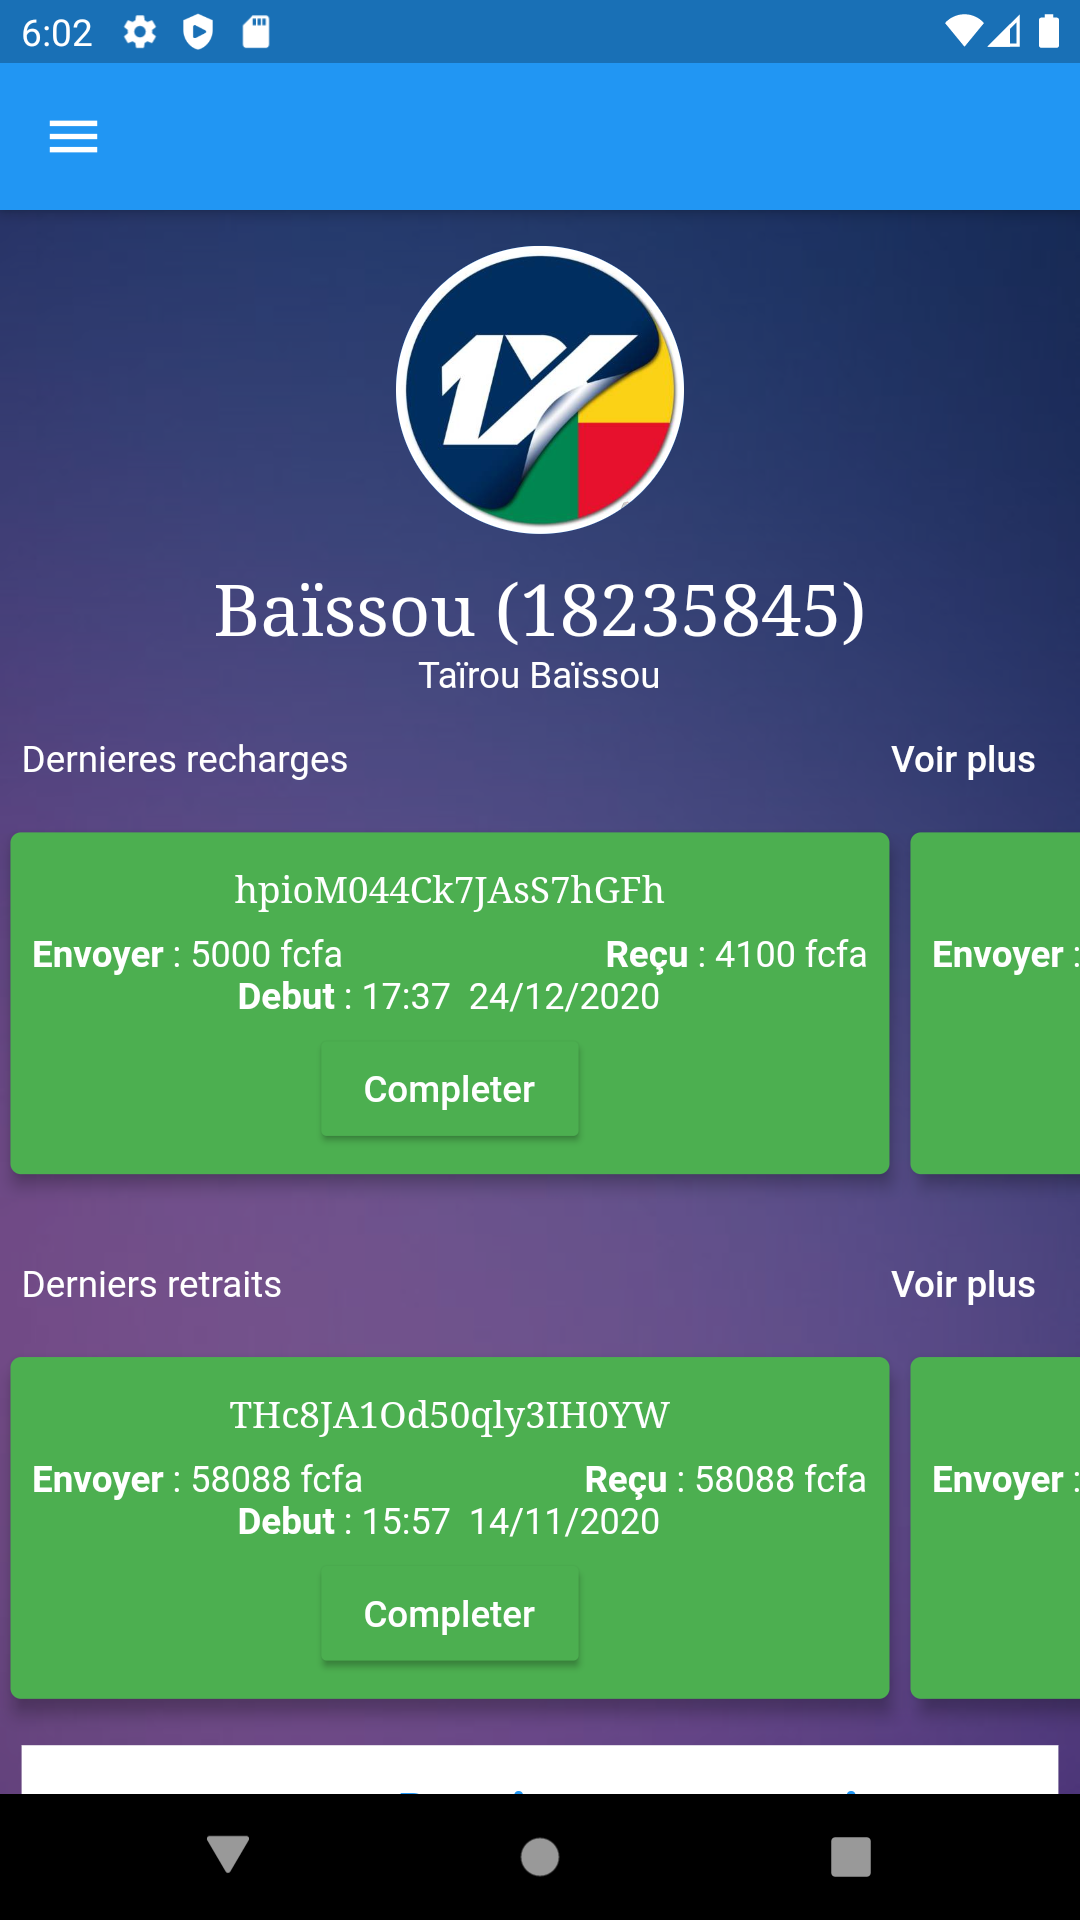 6:02
1X
Baïssou (18235845)
Taïrou Baïssou
Dernieres recharges Voir plus
hpioM044Ck7JAsS7hGFh
Envoyer : 5000 fcfa Reçu : 4100 fcfa Envoyer :
Debut : 17:37 24/12/2020
Completer
Derniers retraits Voir plus
THc8JA1Od50qly3IH0YW
Envoyer : 58088 fcfa Reçu : 58088 fcfa Envoyer :
Debut : 15:57 14/11/2020
Completer